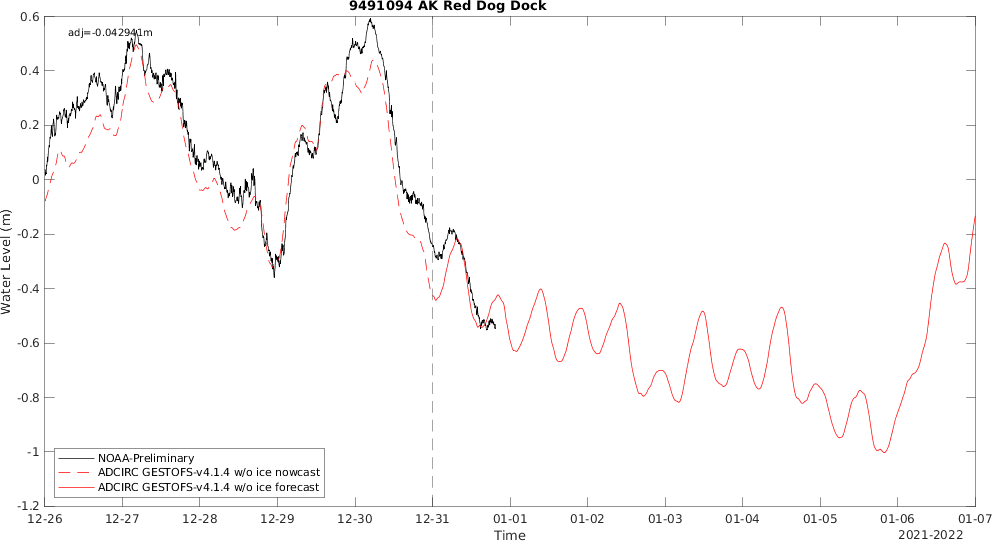 9491094 AK Red Dog Dock
adj=-0.042941m
0.6
0.4
0.2
0
-0.2
-0.4
-0.6
-0.8
-1
-1.2
Water Level (m)
NOAA-Preliminary
ADCIRC GESTOFS-v4.1.4 w/o ice nowcast
ADCIRC GESTOFS-v4.1.4 w/o ice forecast
12-26 12-27 12-28 12-29 12-30 12-31 01-01 01-02 01-03 01-04 01-05 01-06 01-07
Time
2021-2022